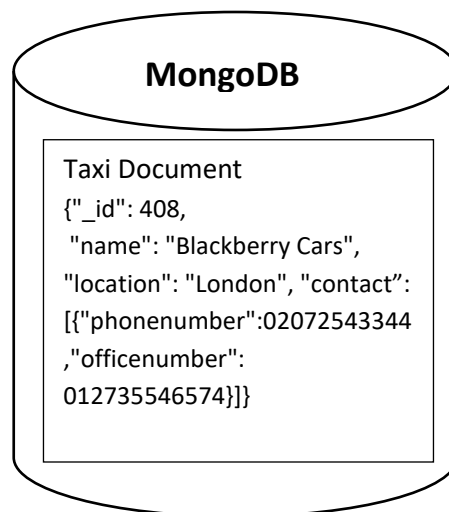 MongoDB
Taxi Document
{"_id": 408,
"name": "Blackberry Cars",
"location": "London", "contact”:
[{"phonenumber":02072543344
,"officenumber":
012735546574}]}